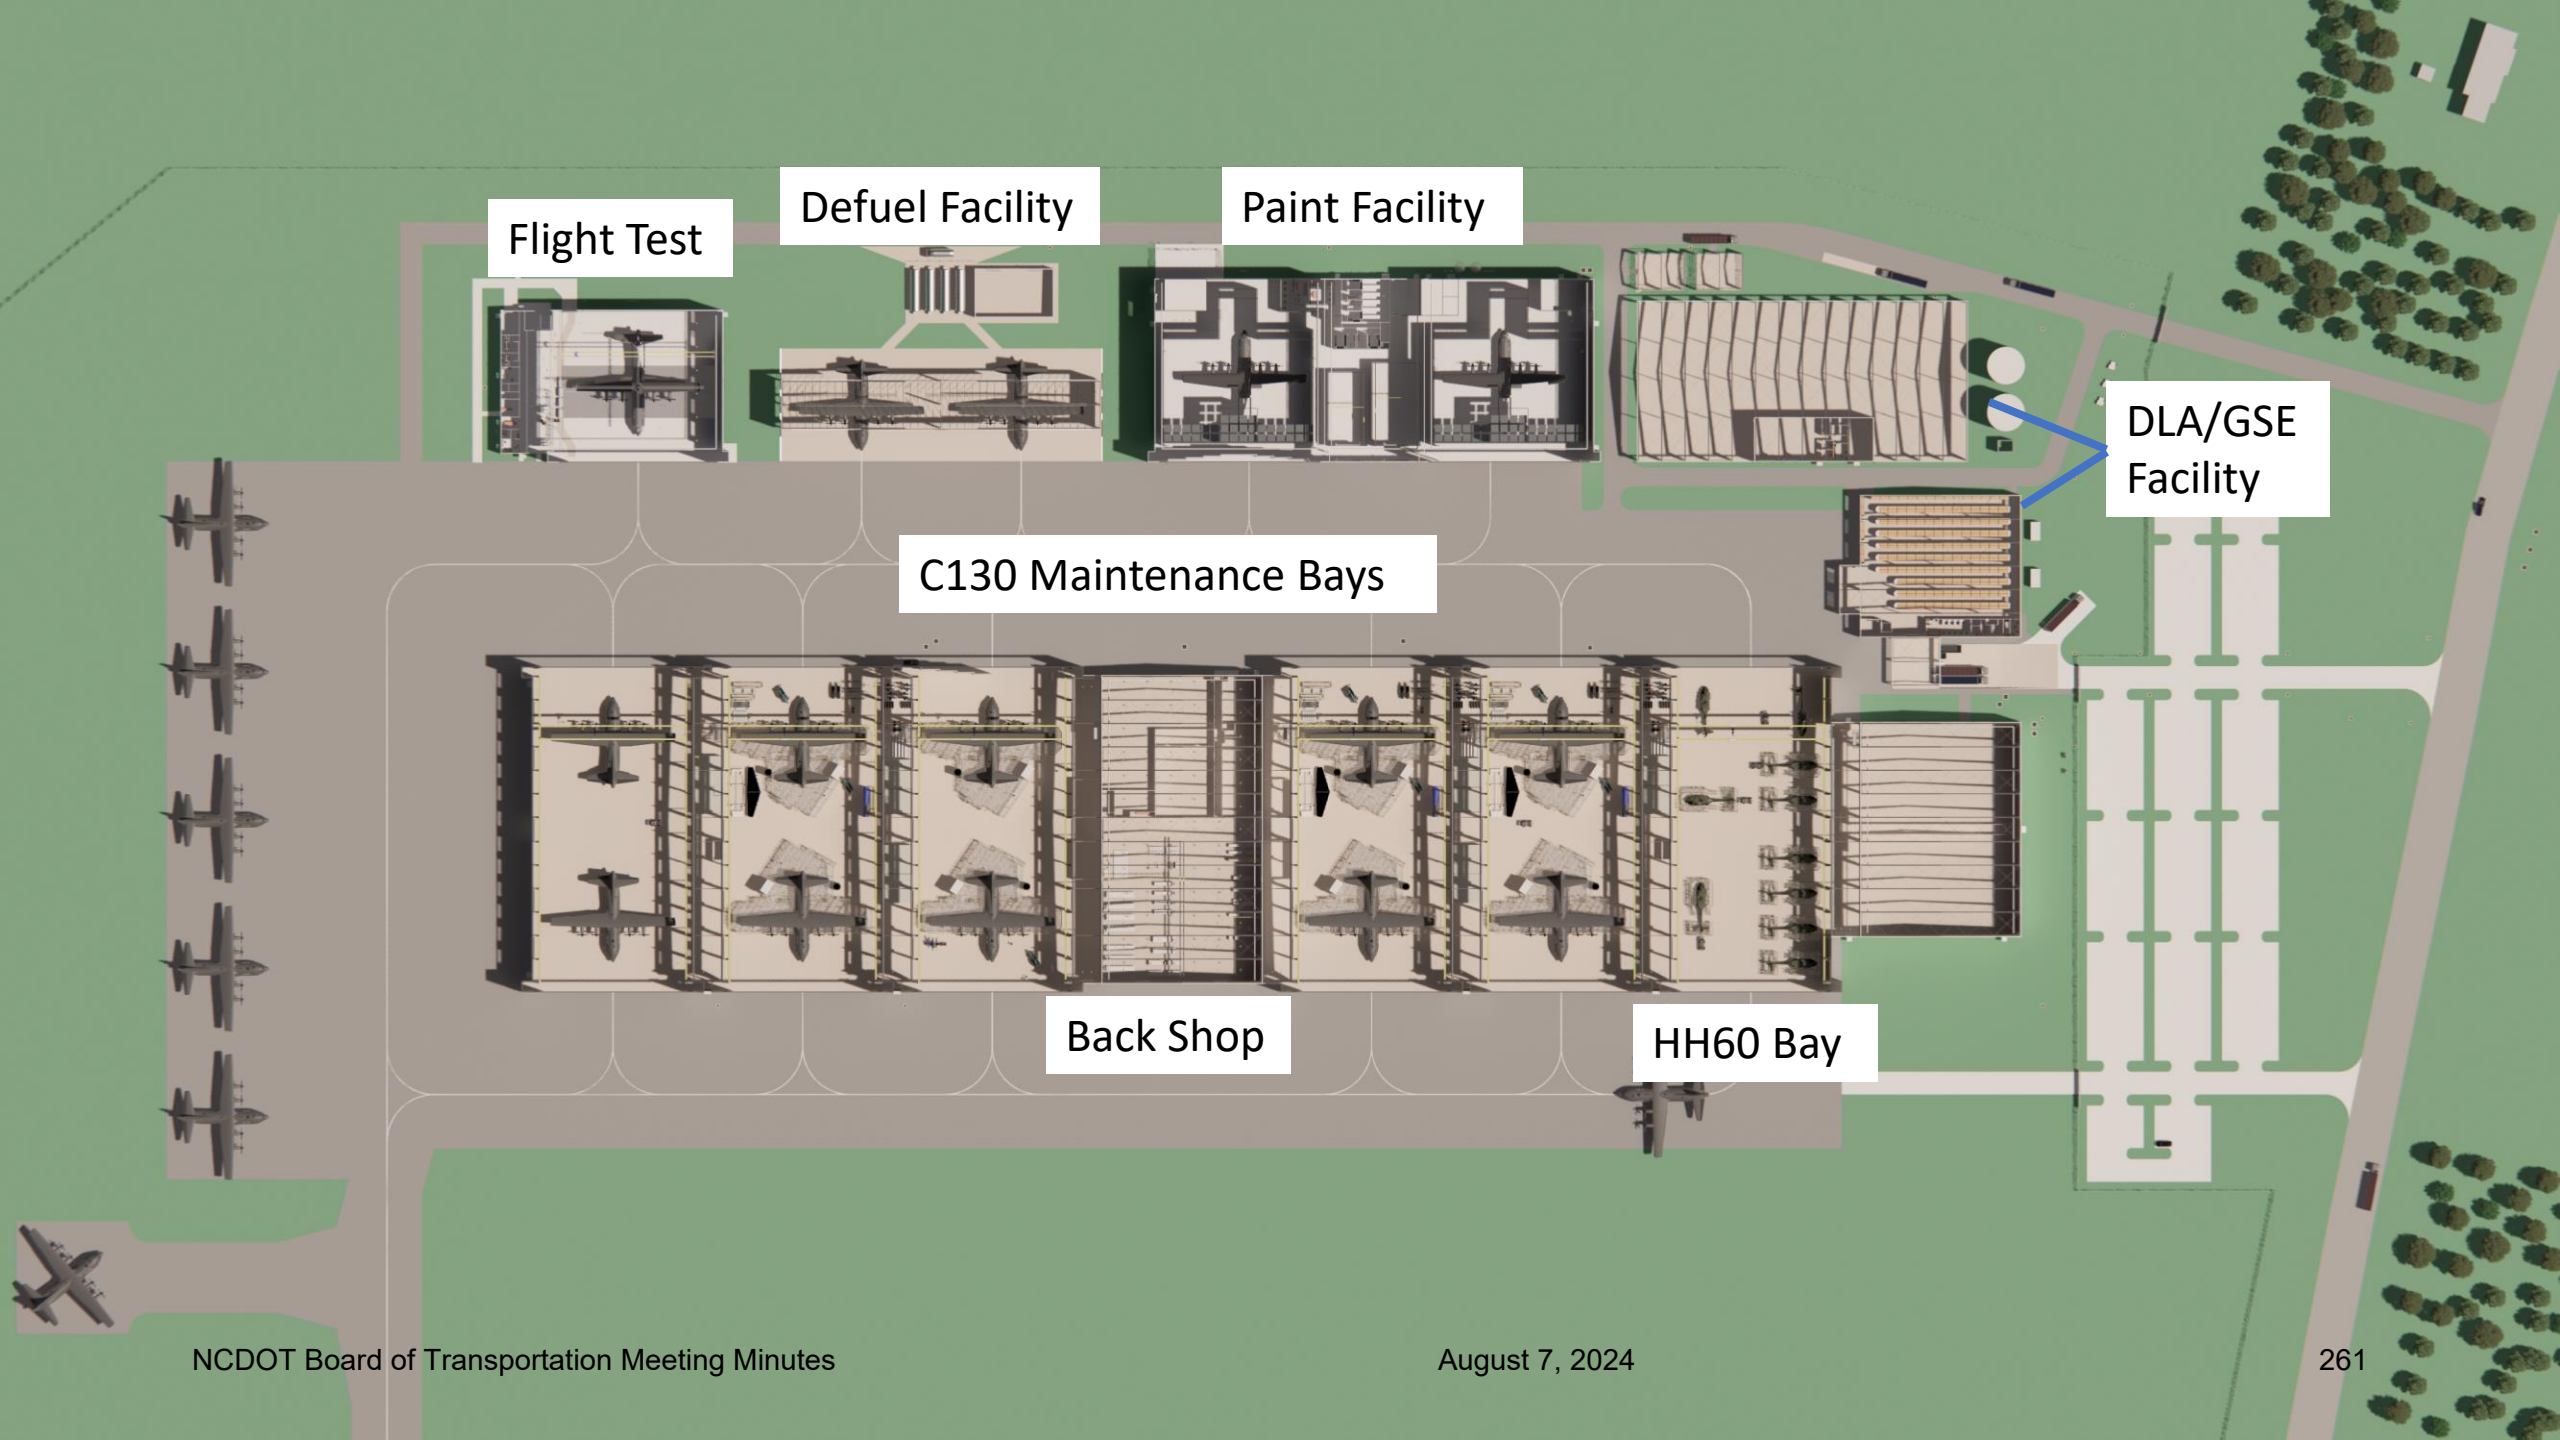 Flight Test
Defuel Facility
Paint Facility
DLA/GSE
Facility
C130 Maintenance Bays
Back Shop
HH60 Bay
NCDOT Board of Transportation Meeting Minutes
August 7, 2024
261